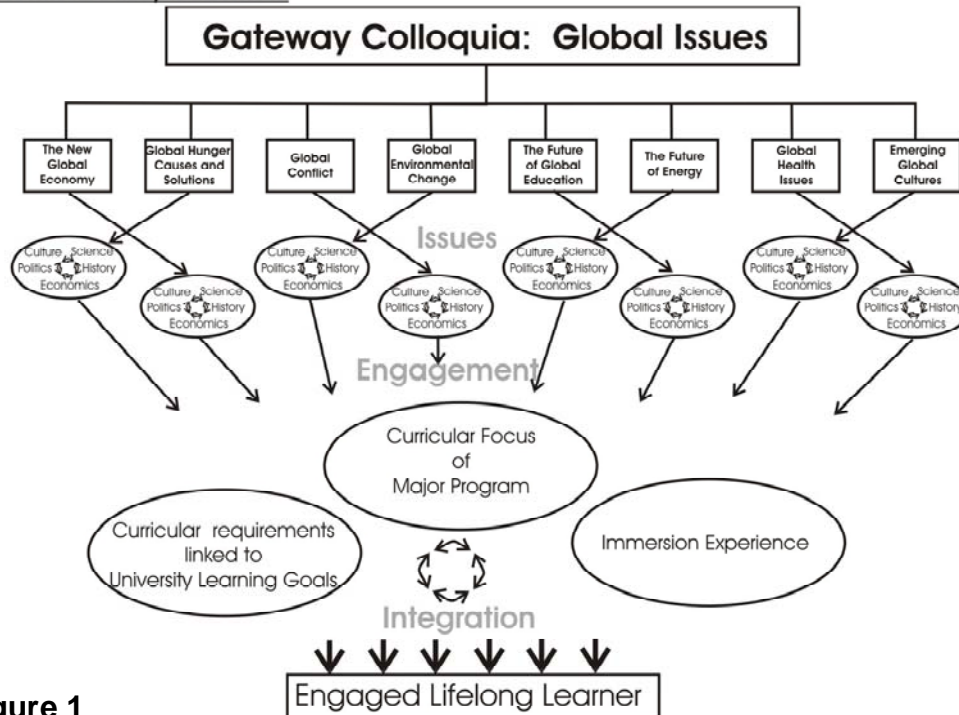 Gateway Colloquia: Global Issues
The New
Global
Economy
Global Hunger
Causes and
Solutions
Global
Conflict
Global
Environmental
Change
The Future
of Global
Education
The Future
of Energy
Global
Health
Issues
Emerging
Global
Cultures
Issues
Culture Science
Politics History
Economics
Culture Science
Politics History
Economics
Culture Science
Politics History
Economics
Culture Science
Politics History
Economics
Culture Science
Politics History
Economics
Culture Science
Politics History
Economics
Culture Science
Politics History
Economics
Culture Science
Politics History
Economics
Engagement
Curricular Focus
of
Major Program
Curricular requirements
linked to
University Learning Goals
Immersion Experience
Integration
Engaged Lifelong Learner
gure 1